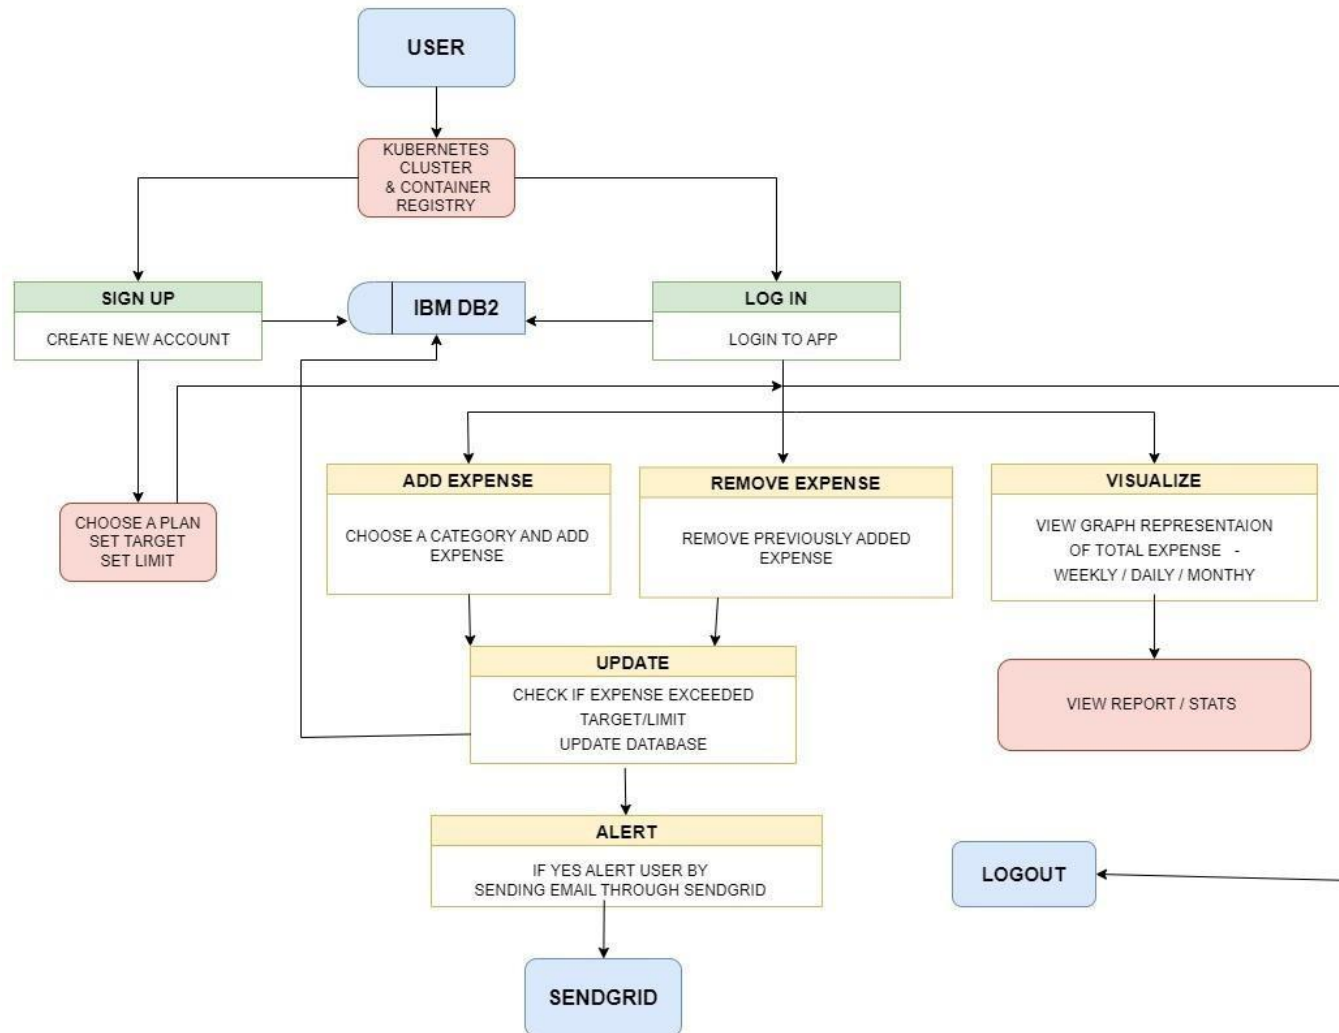 USER
KUBERNETES
CLUSTER
& CONTAINER
REGISTRY
SIGN UP
CREATE NEW ACCOUNT
IBM DB2
LOG IN
LOGIN TO APP
CHOOSE A PLAN
SET TARGET
SET LIMIT
ADD EXPENSE
CHOOSE A CATEGORY AND ADD
EXPENSE
REMOVE EXPENSE
REMOVE PREVIOUSLY ADDED
EXPENSE
VISUALIZE
VIEW GRAPH REPRESENTAION
OF TOTAL EXPENSE -
WEEKLY / DAILY / MONTHY
UPDATE
CHECK IF EXPENSE EXCEEDED
TARGET/LIMIT
UPDATE DATABASE
VIEW REPORT / STATS
ALERT
IF YES ALERT USER BY
SENDING EMAIL THROUGH SENDGRID
LOGOUT
SENDGRID